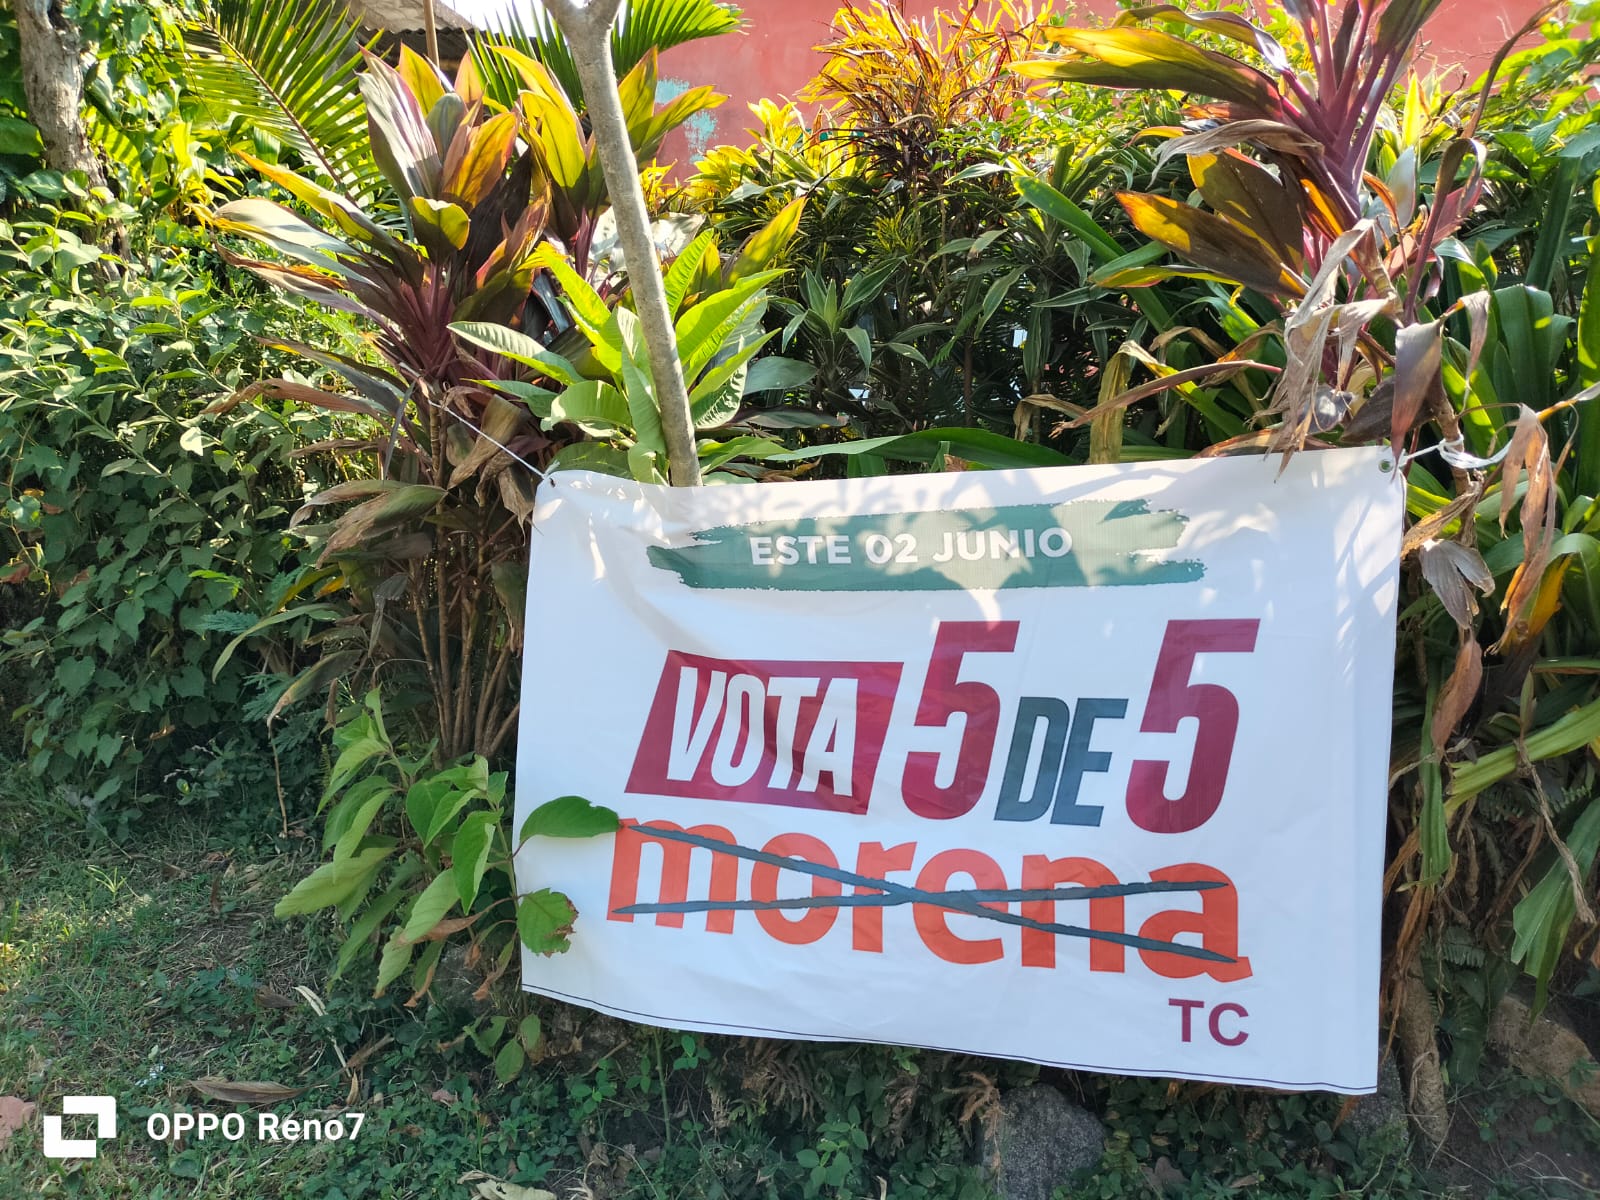 ESTE 02 JUNIO
VOTA 5 DE 5
morena
TC
OPPO Reno7